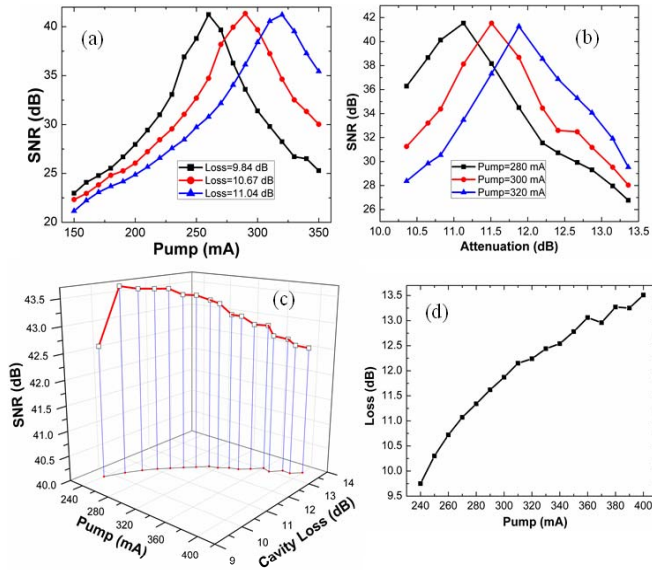 (a)
SNR (dB)
40
35
30
25
20
Loss=9.84 dB
Loss=10.67 dB
Loss=11.04 dB
150 200 250 300 350
Pump (mA)
(b)
SNR (dB)
42
40
38
36
34
32
30
28
26
Pump=280 mA
Pump=300 mA
Pump=320 mA
10.5 11.0 11.5 12.0 12.5 13.0 13.5
Attenuation (dB)
(c)
SNR (dB)
43.5
43.0
42.5
42.0
41.5
41.0
40.5
40.0
240
280
320
360
400
Pump (mA)
9
10
11
12
13
14
Cavity Loss (dB)
(d)
Loss (dB)
13.5
13.0
12.5
12.0
11.5
11.0
10.5
10.0
9.5
240 260 280 300 320 340 360 380 400
Pump (mA)